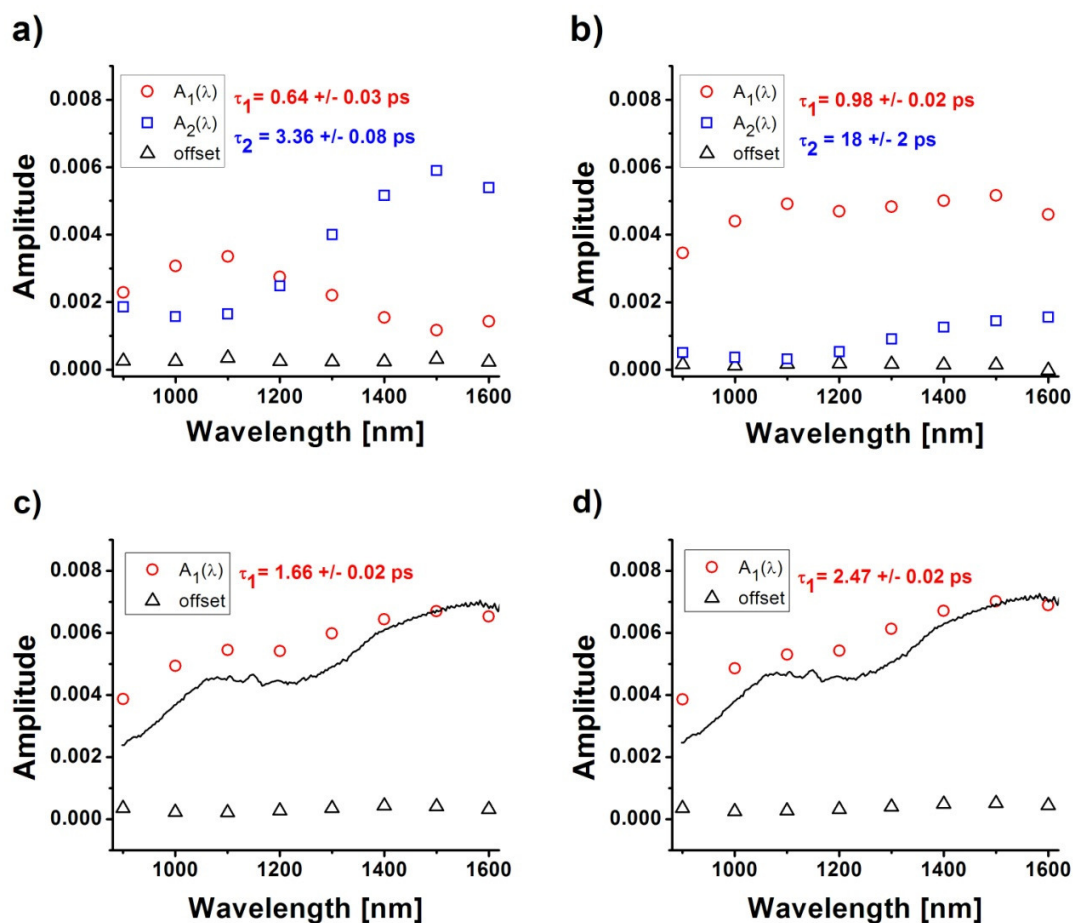 a)
0.008
0.006
0.004
0.002
0.000
Amplitude
A1(λ)
A2(λ)
offset
τ1= 0.64 +/- 0.03 ps
τ2 = 3.36 +/- 0.08 ps
1000 1200 1400 1600
Wavelength [nm]
b)
0.008
0.006
0.004
0.002
0.000
Amplitude
A1(λ)
A2(λ)
offset
τ1= 0.98 +/- 0.02 ps
τ2 = 18 +/- 2 ps
1000 1200 1400 1600
Wavelength [nm]
c)
0.008
0.006
0.004
0.002
0.000
Amplitude
A1(λ)
offset
τ1= 1.66 +/- 0.02 ps
1000 1200 1400 1600
Wavelength [nm]
d)
0.008
0.006
0.004
0.002
0.000
Amplitude
A1(λ)
offset
τ1= 2.47 +/- 0.02 ps
1000 1200 1400 1600
Wavelength [nm]